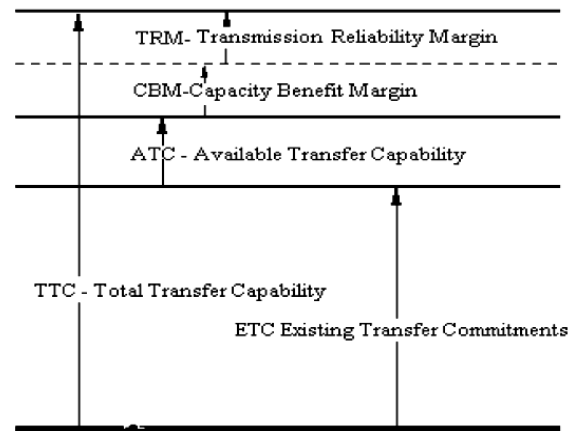 TRM- Transmission Reliability Margin
CBM-Capacity Benefit Margin
ATC - Available Transfer Capability
TTC - Total Transfer Capability
ETC Existing Transfer Commitments